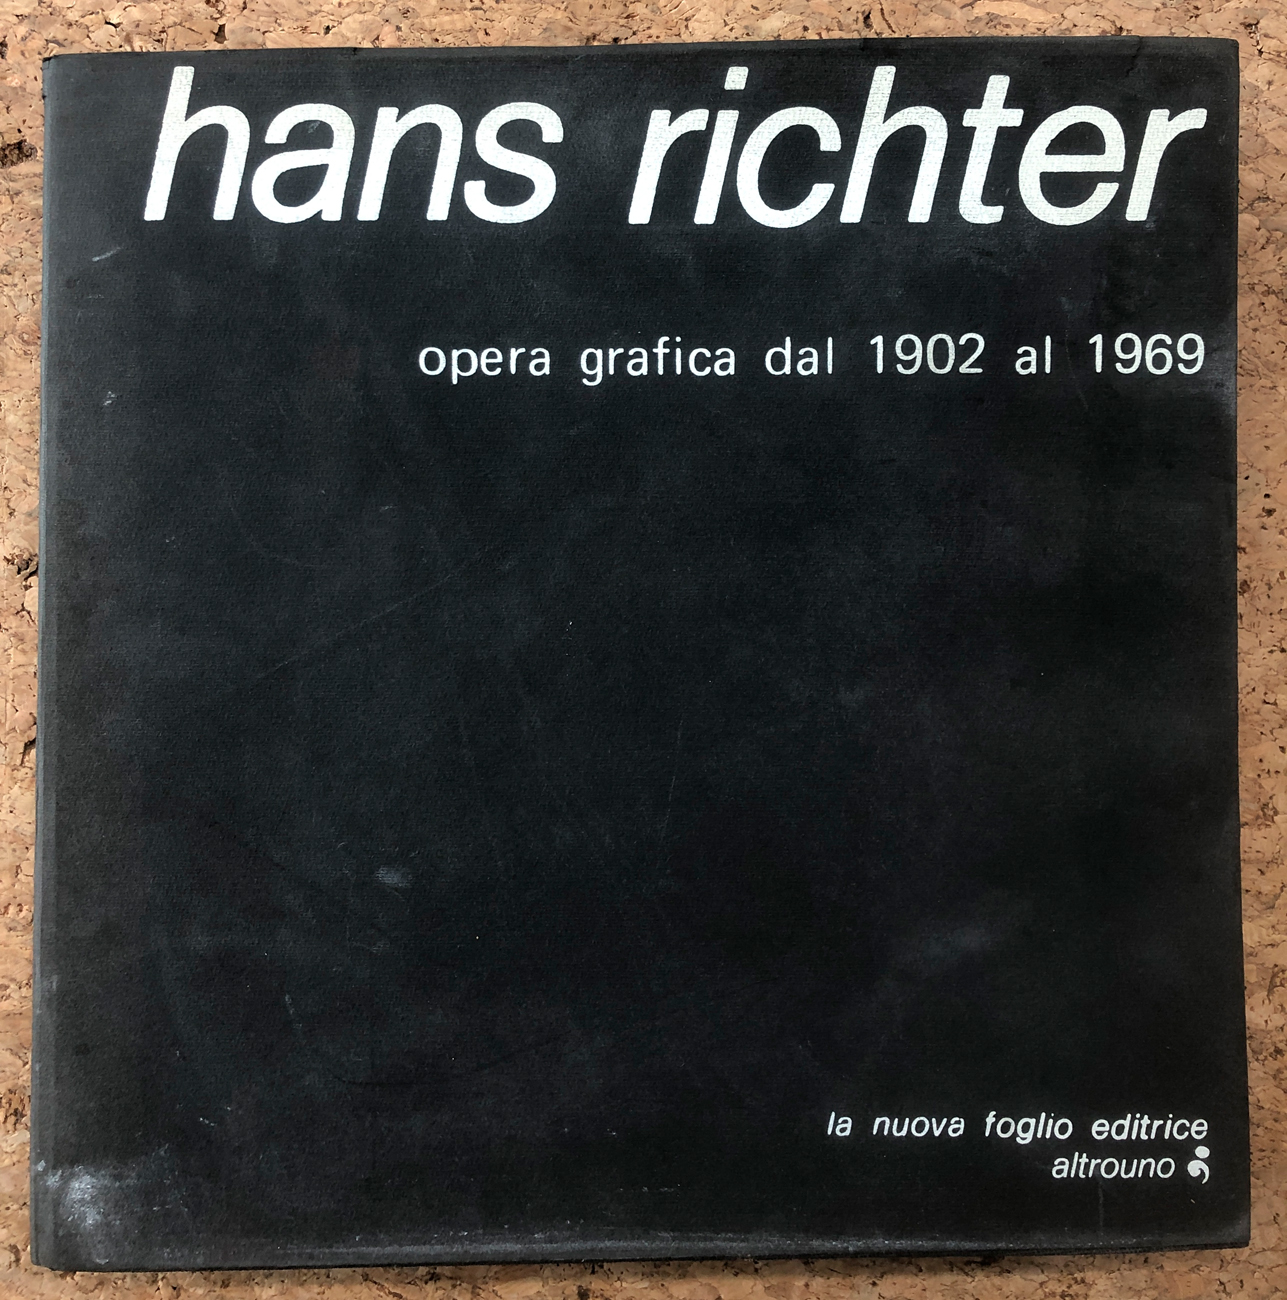 hans richter
opera grafica dal 1902 al 1969
la nuova foglio editrice
altrouno